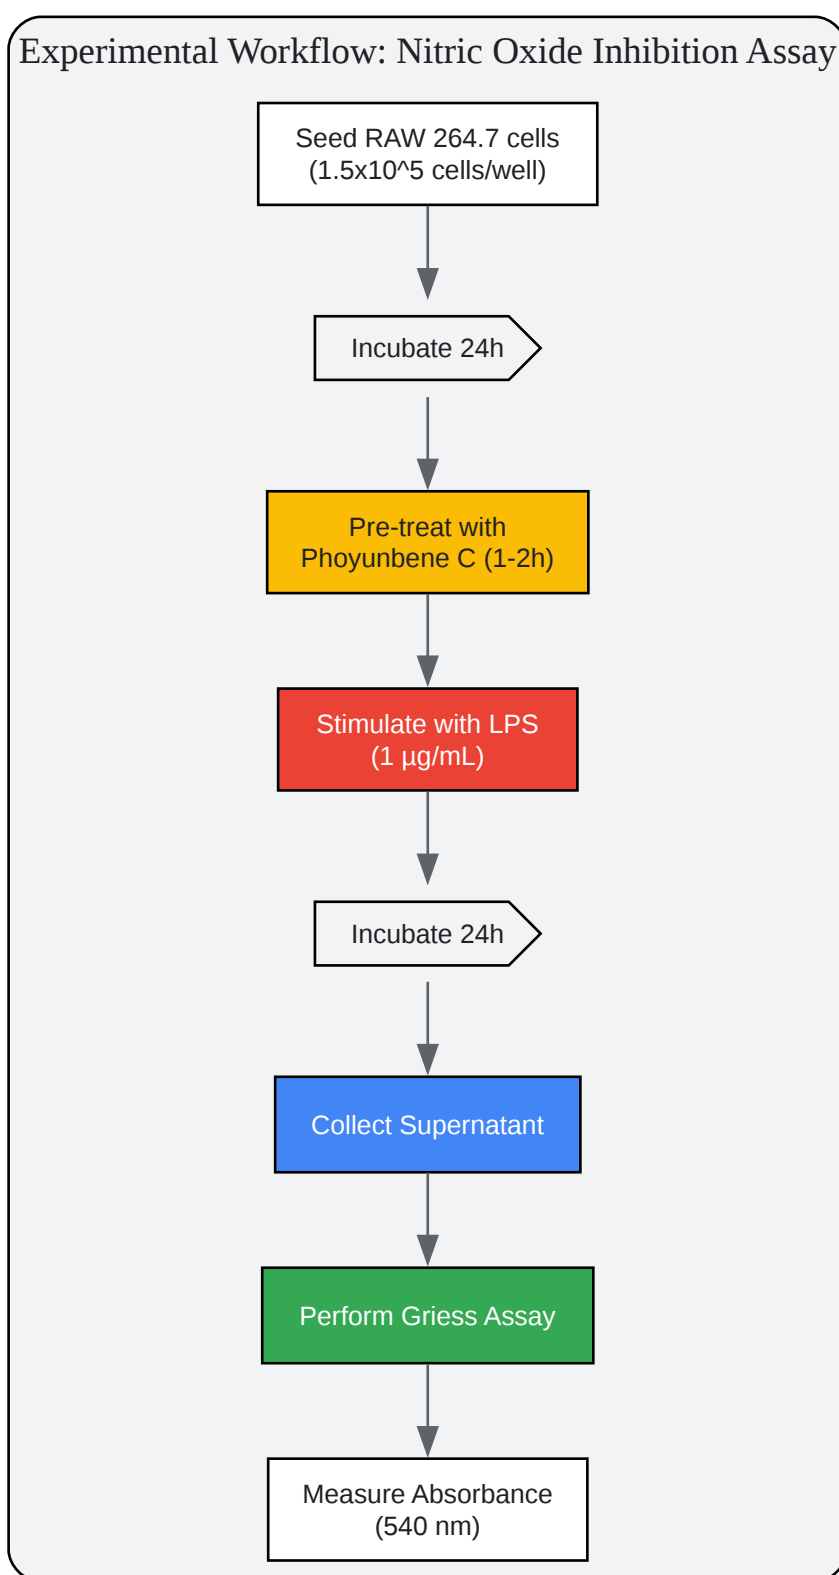 Experimental Workflow: Nitric Oxide Inhibition Assay
Seed RAW 264.7 cells
(1.5x10^5 cells/well)
Incubate 24h
Pre-treat with
Phoyunbene C (1-2h)
Stimulate with LPS
(1 µg/mL)
Incubate 24h
Collect Supernatant
Perform Griess Assay
Measure Absorbance
(540 nm)